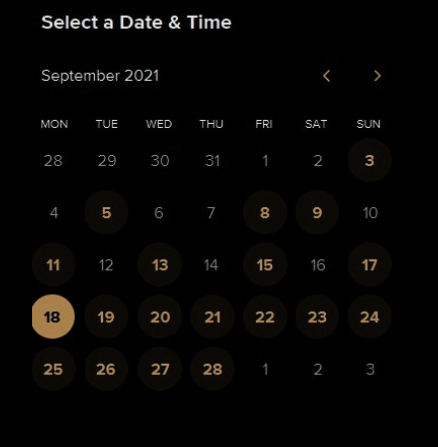 Select a Date & Time
September 2021
MON TUE WED THU FRI SAT SUN
28 29 30 31 1 2 3
4 5 6 7 8 9 10
11 12 13 14 15 16 17
18 19 20 21 22 23 24
25 26 27 28 1 2 3